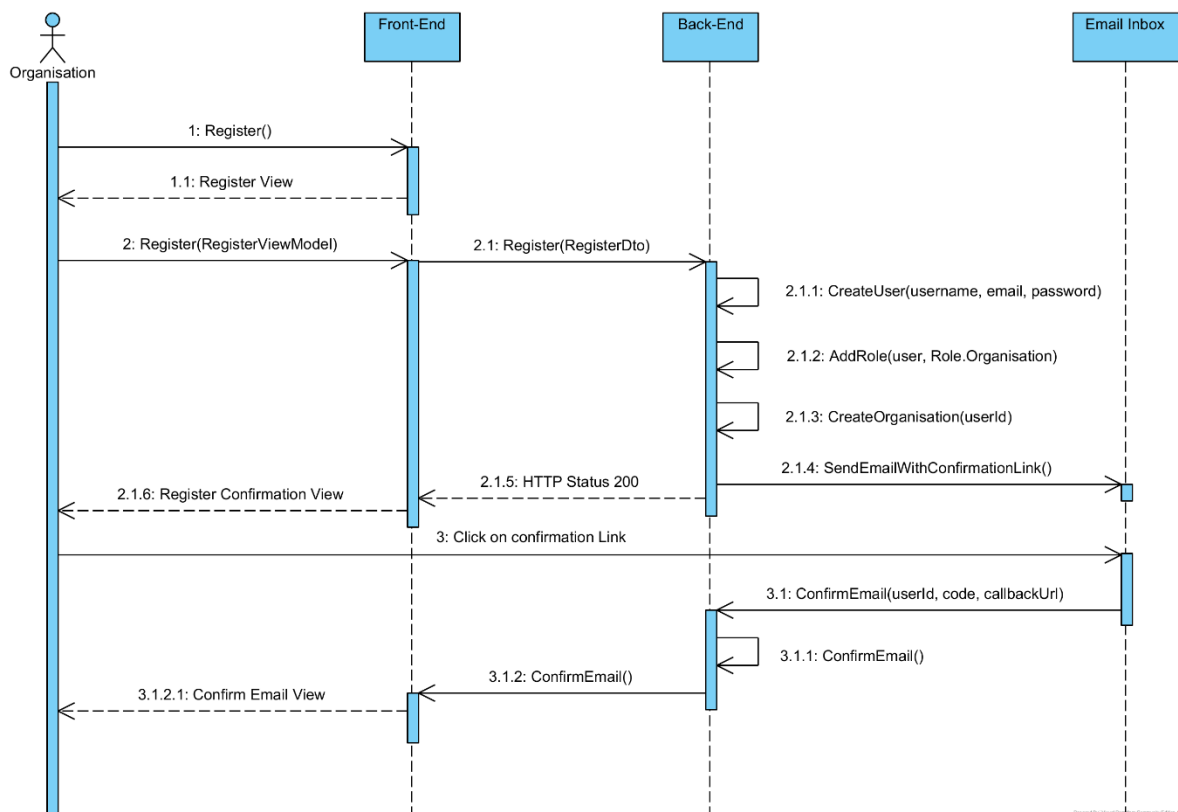 Front-End
Back-End
Email Inbox
Organisation
1: Register()
1.1: Register View
2: Register(RegisterViewModel)
2.1: Register(RegisterDto)
2.1.1: CreateUser(username, email, password)
2.1.2: AddRole(user, Role.Organisation)
2.1.3: CreateOrganisation(userId)
2.1.4: SendEmailWithConfirmationLink()
2.1.5: HTTP Status 200
2.1.6: Register Confirmation View
3: Click on confirmation Link
3.1: ConfirmEmail(userId, code, callbackUrl)
3.1.1: ConfirmEmail()
3.1.2: ConfirmEmail()
3.1.2.1: Confirm Email View